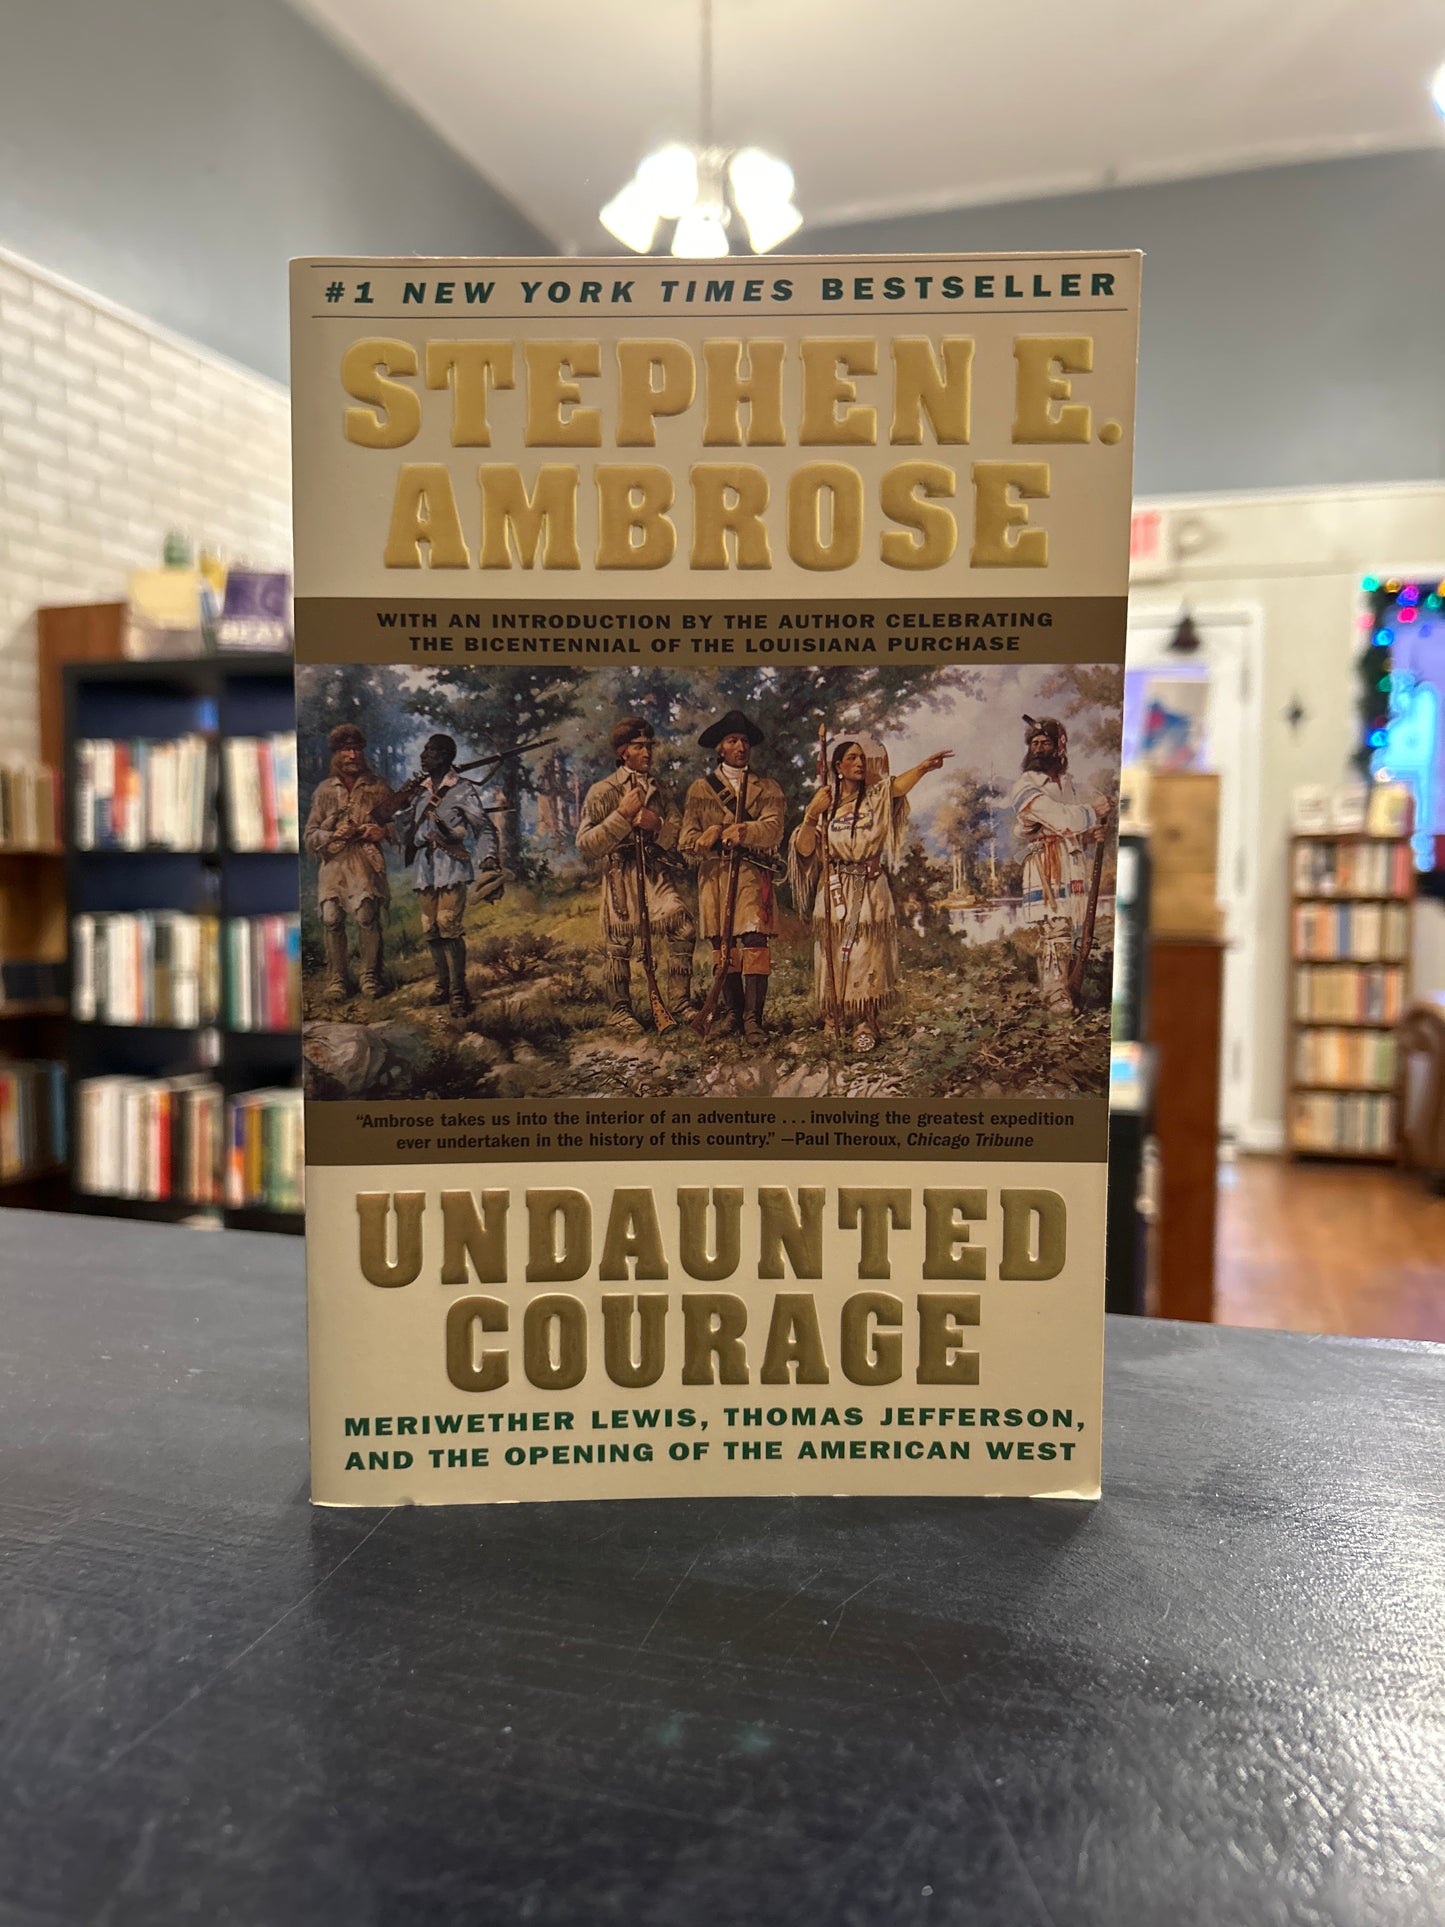 #1 NEW YORK TIMES BESTSELLER
STEPHEN E.
AMBROSE
WITH AN INTRODUCTION BY THE AUTHOR CELEBRATING
THE BICENTENNIAL OF THE LOUISIANA PURCHASE
“Ambrose takes us into the interior of an adventure . . . involving the greatest expedition
ever undertaken in the history of this country.” —Paul Theroux, Chicago Tribune
UNDAUNTED
COURAGE
MERIWETHER LEWIS, THOMAS JEFFERSON,
AND THE OPENING OF THE AMERICAN WEST